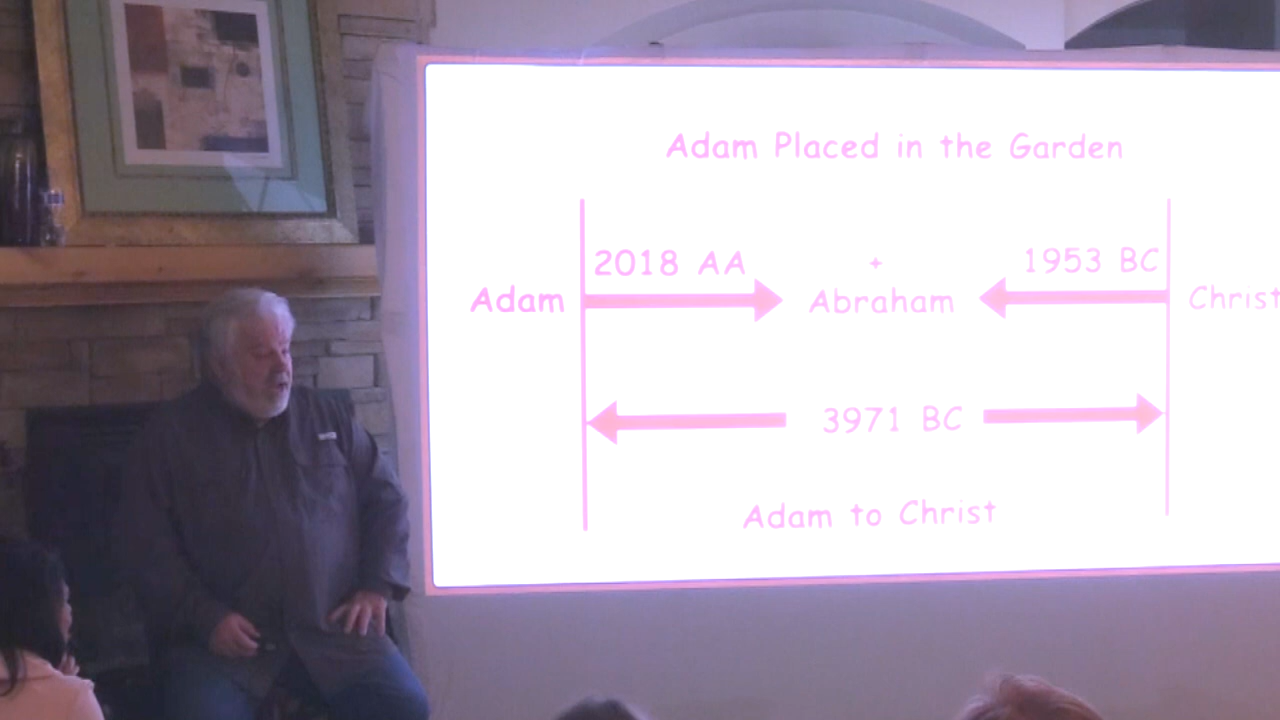 Adam Placed in the Garden
2018 AA + 1953 BC
Adam Abraham Christ
3971 BC
Adam to Christ